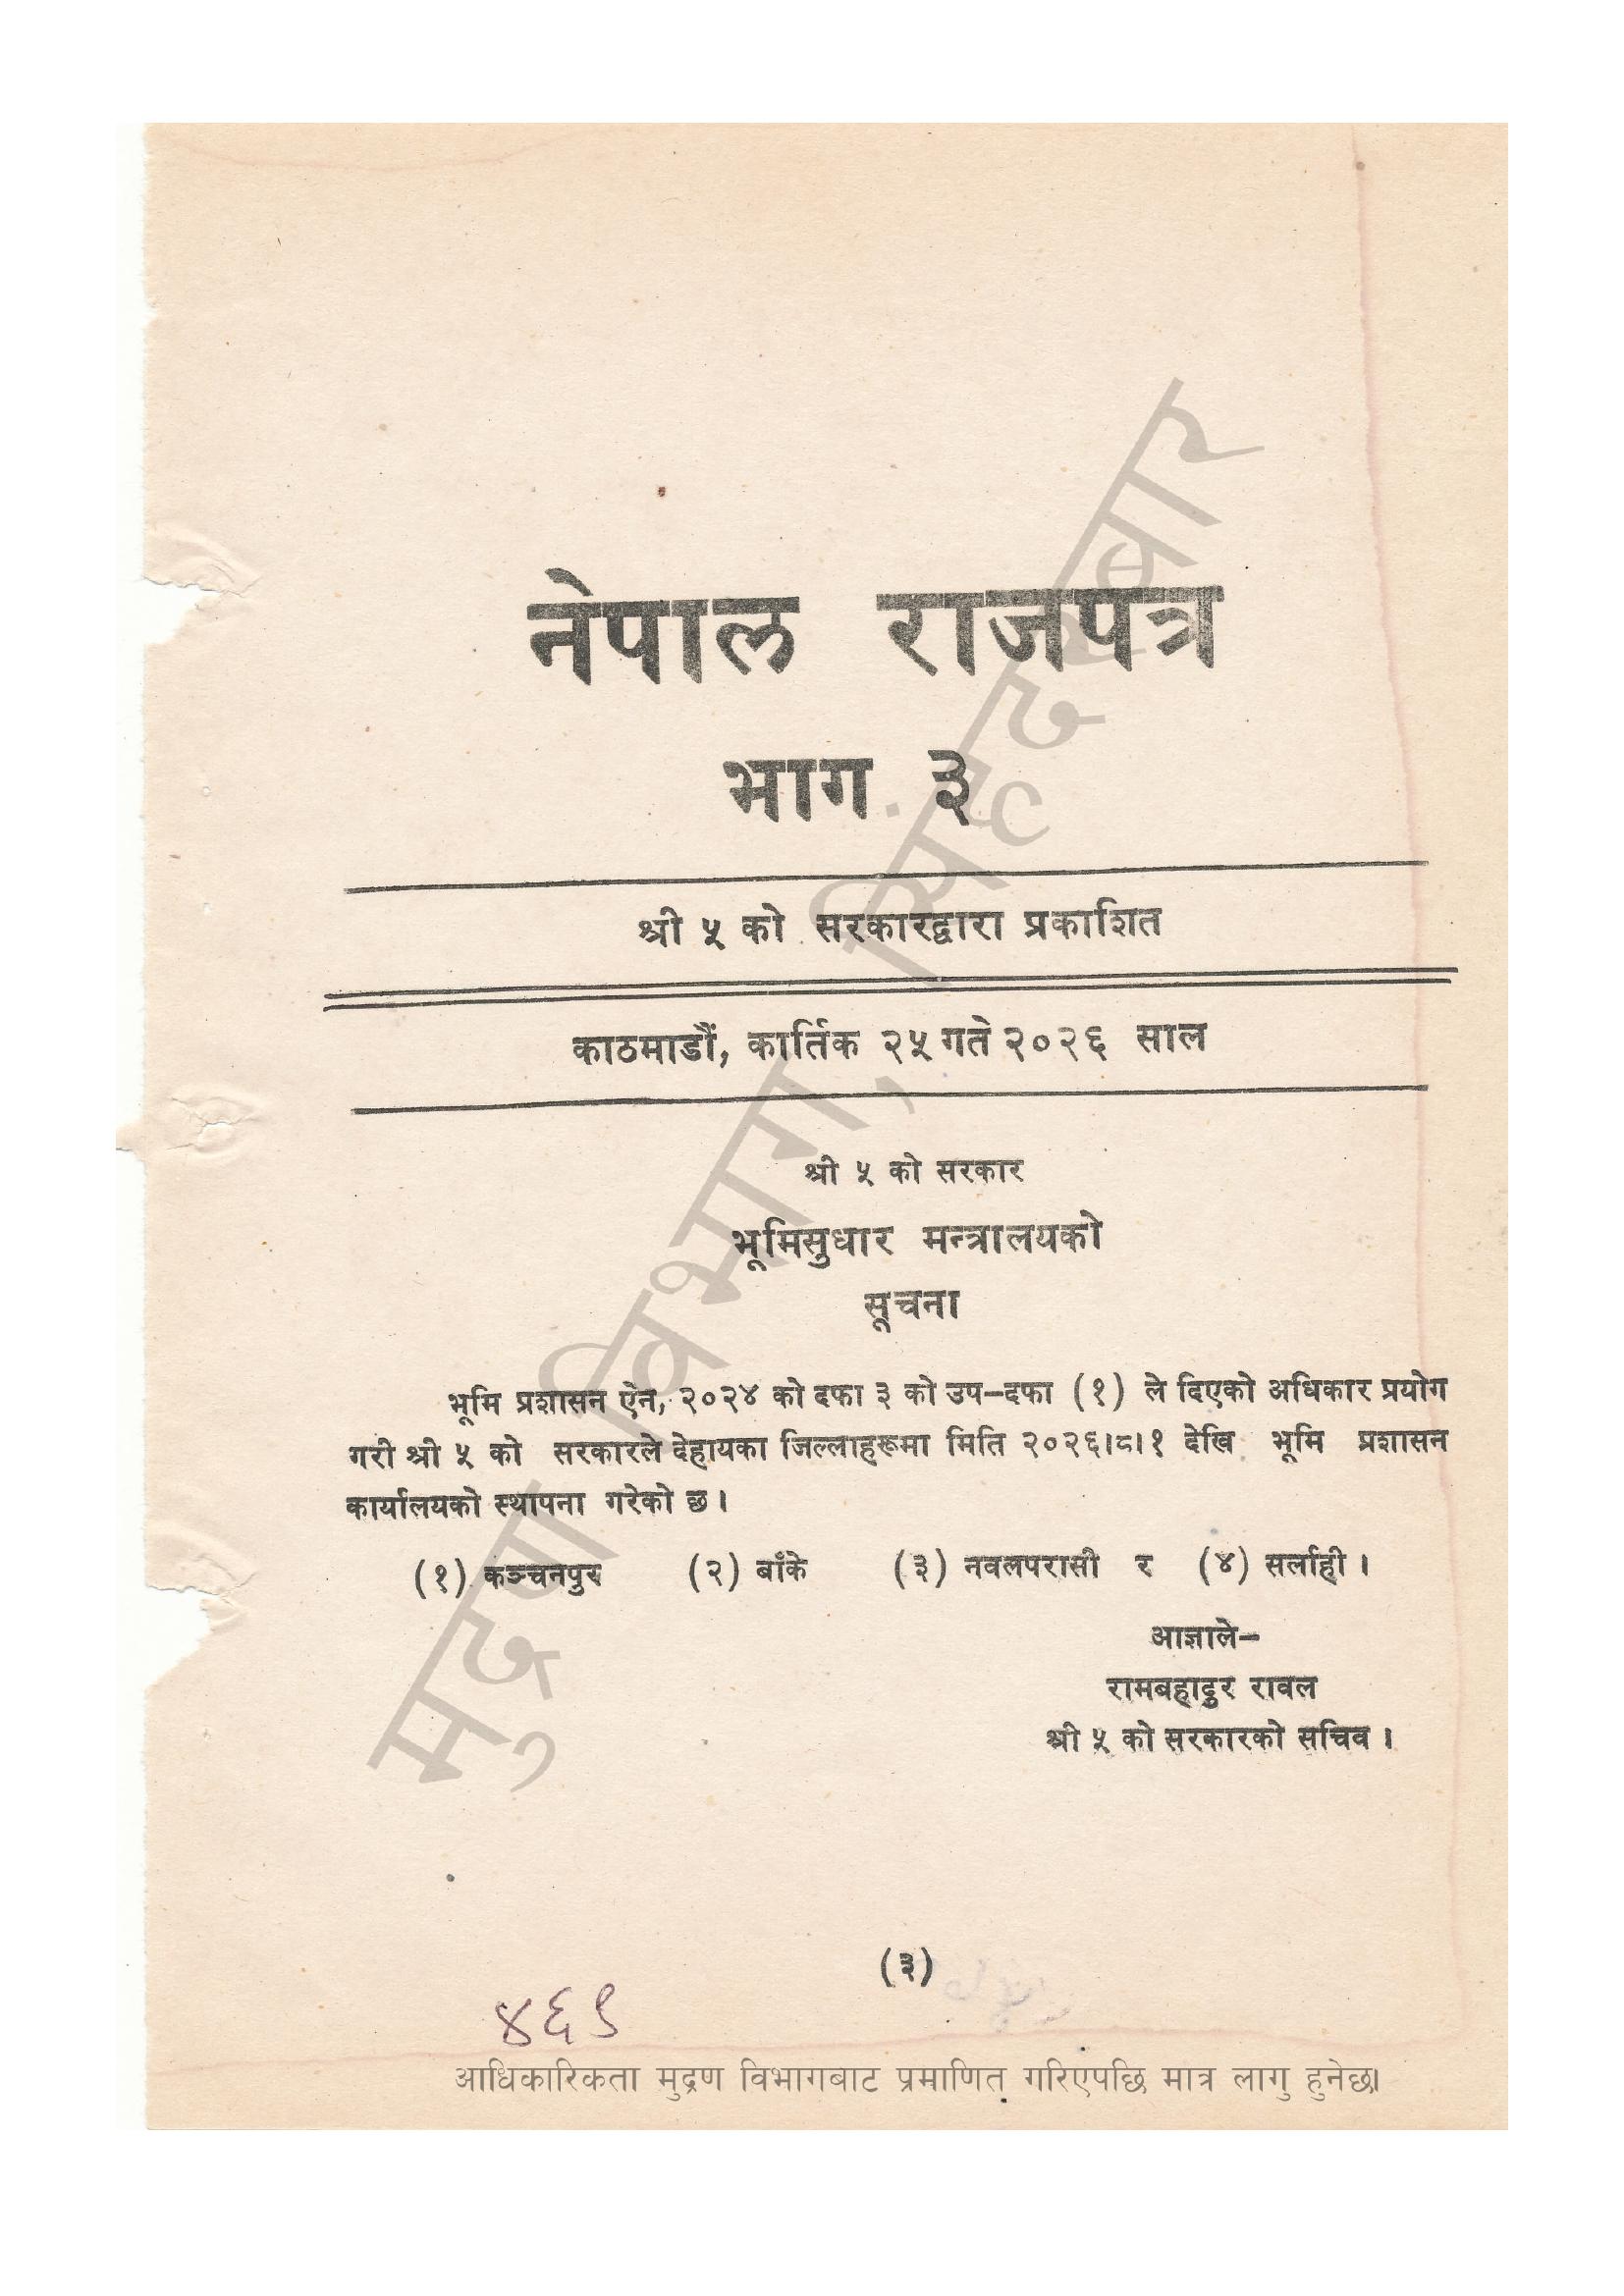 नेपाल राजपत्र
भाग ३
श्री ५ को सरकारद्वारा प्रकाशित
काठमाडौं, कार्तिक २५ गते २०२६ साल
श्री ५ को सरकार
भूमिसुधार मन्त्रालयको
सूचना
भूमि प्रशासन ऐन, २०२४ को दफा ३ को उप-दफा (१) ले दिएको अधिकार प्रयोग
गरी श्री ५ को सरकारले देहायका जिल्लाहरूमा मिति २०२६।८।१ देखि भूमि प्रशासन
कार्यालयको स्थापना गरेको छ ।
(१) कञ्चनपुर (२) बाँके (३) नवलपरासी र (४) सर्लाही ।
आज्ञाले-
रामबहादुर रावल
श्री ५ को सरकारको सचिव ।
(३)
४६९
मुद्रण विभाग, सिंहदरबार
आधिकारिकता मुद्रण विभागबाट प्रमाणित गरिएपछि मात्र लागु हुनेछ।